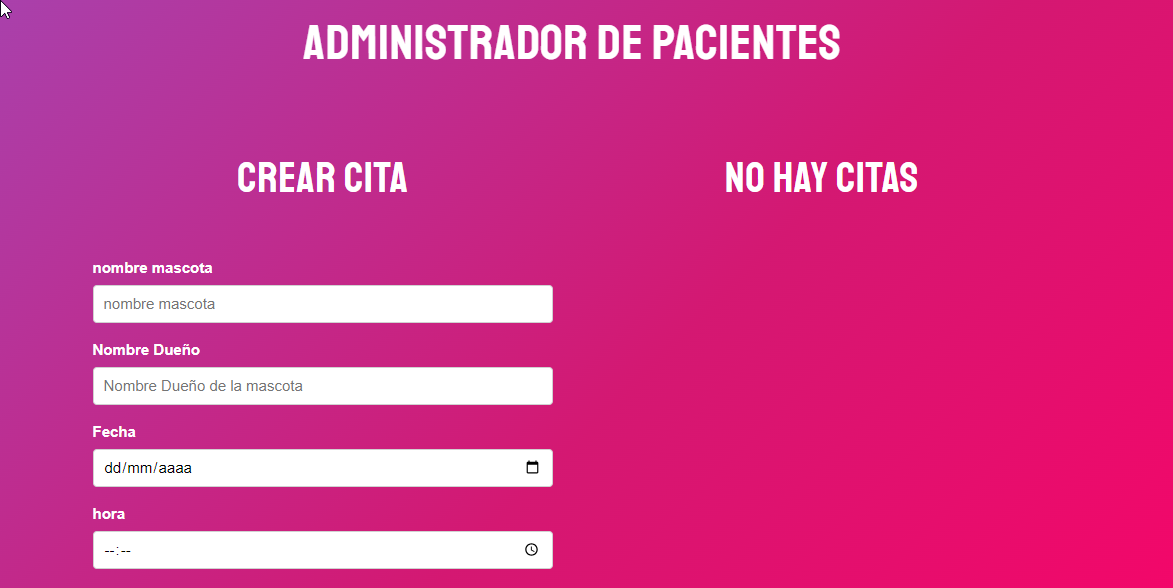 ADMINISTRADOR DE PACIENTES
CREAR CITA
NO HAY CITAS
nombre mascota
nombre mascota
Nombre Dueño
Nombre Dueño de la mascota
Fecha
dd/mm/aaaa
hora
--:--